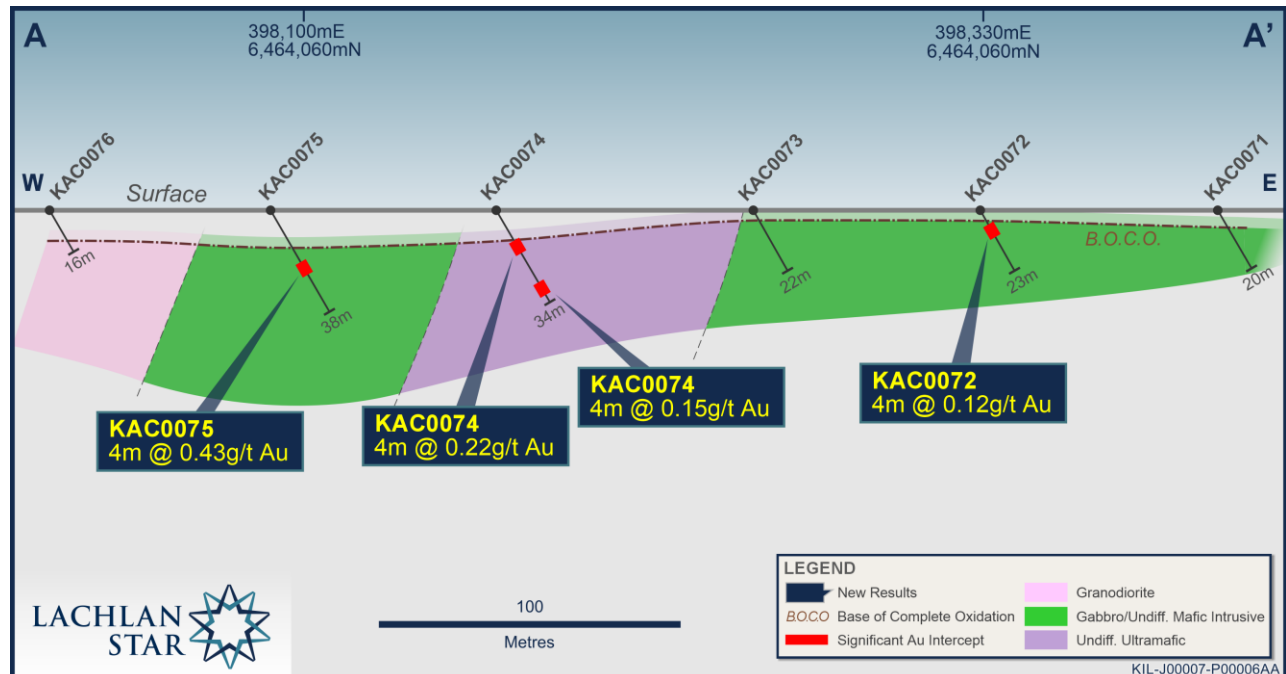 A
398,100mE
6,464,060mN
398,330mE
6,464,060mN
A'
W
Surface
KAC0076
KAC0075
KAC0074
KAC0073
KAC0072
KAC0071
E
B.O.C.O.
16m
38m
34m
22m
23m
20m
KAC0075
4m @ 0.43g/t Au
KAC0074
4m @ 0.22g/t Au
KAC0074
4m @ 0.15g/t Au
KAC0072
4m @ 0.12g/t Au
LACHLAN
STAR
100
Metres
LEGEND
New Results
B.O.C.O Base of Complete Oxidation
Significant Au Intercept
Granodiorite
Gabbro/Undiff. Mafic Intrusive
Undiff. Ultramafic
KIL-J00007-P00006AA